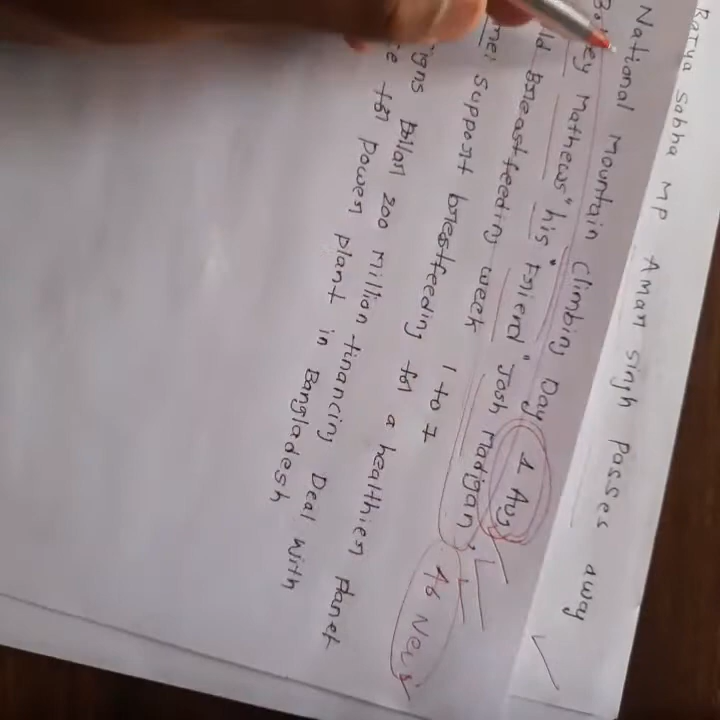 Rajya Sabha MP Amar Singh Passes away
National mountain Climbing Day 1 Aug
Mathews" his "Friend" Josh Madigan,
Breastfeeding week 1 to 7
Support breastfeeding for a healthier Planet
200 million financing Deal with
for power plant in Bangladesh